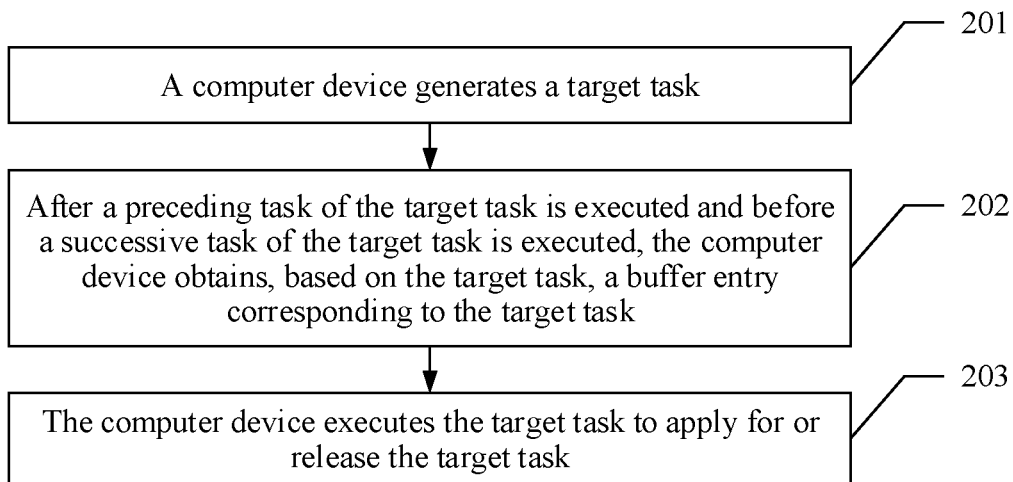 201
A computer device generates a target task
After a preceding task of the target task is executed and before
a successive task of the target task is executed, the computer
device obtains, based on the target task, a buffer entry
corresponding to the target task
202
The computer device executes the target task to apply for or
release the target task
203